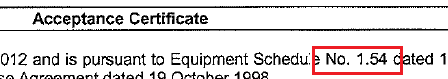 Acceptance Certificate
2012 and is pursuant to Equipment Schedule No. 1.54 dated 1
se Agreement dated 19 October 1998